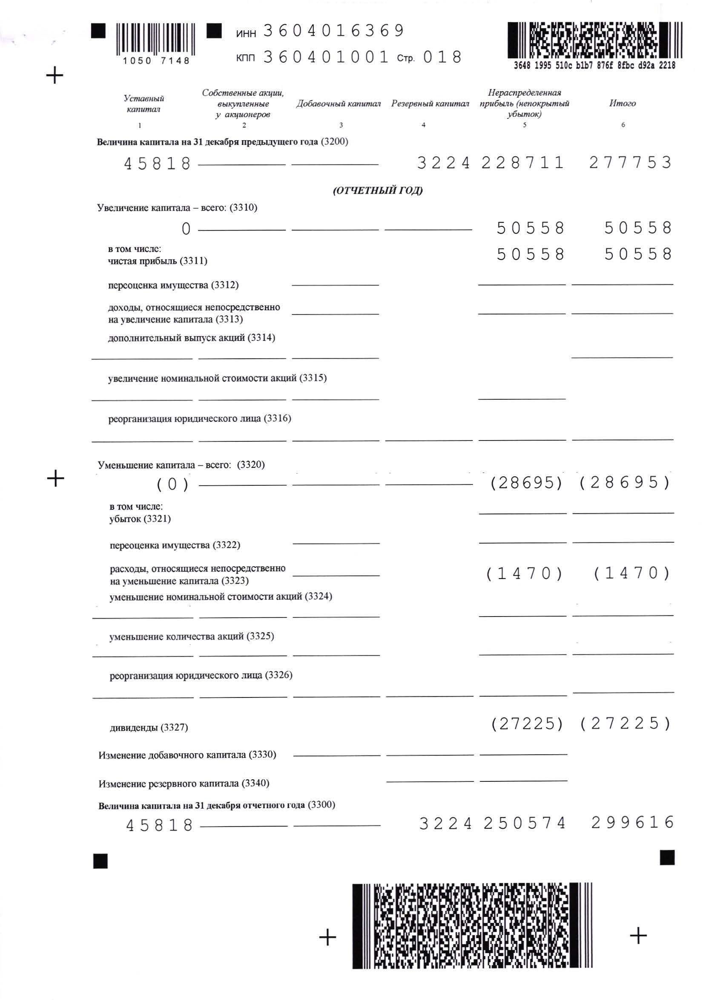 ИНН 3604016369
1050 7148
КПП 360401001 Стр. 018
3648 1995 510c b1b7 876f 8fbc d92a 2218
Уставный капитал
Собственные акции, выкупленные у акционеров
Добавочный капитал
Резервный капитал
Нераспределенная прибыль (непокрытый убыток)
Итого
1 2 3 4 5 6
Величина капитала на 31 декабря предыдущего года (3200)
45818 3224 228711 277753
(ОТЧЕТНЫЙ ГОД)
Увеличение капитала – всего: (3310)
0 50558 50558
в том числе:
чистая прибыль (3311) 50558 50558
переоценка имущества (3312)
доходы, относящиеся непосредственно
на увеличение капитала (3313)
дополнительный выпуск акций (3314)
увеличение номинальной стоимости акций (3315)
реорганизация юридического лица (3316)
Уменьшение капитала – всего: (3320)
(0) (28695) (28695)
в том числе:
убыток (3321)
переоценка имущества (3322)
расходы, относящиеся непосредственно
на уменьшение капитала (3323) (1470) (1470)
уменьшение номинальной стоимости акций (3324)
уменьшение количества акций (3325)
реорганизация юридического лица (3326)
дивиденды (3327) (27225) (27225)
Изменение добавочного капитала (3330)
Изменение резервного капитала (3340)
Величина капитала на 31 декабря отчетного года (3300)
45818 3224 250574 299616